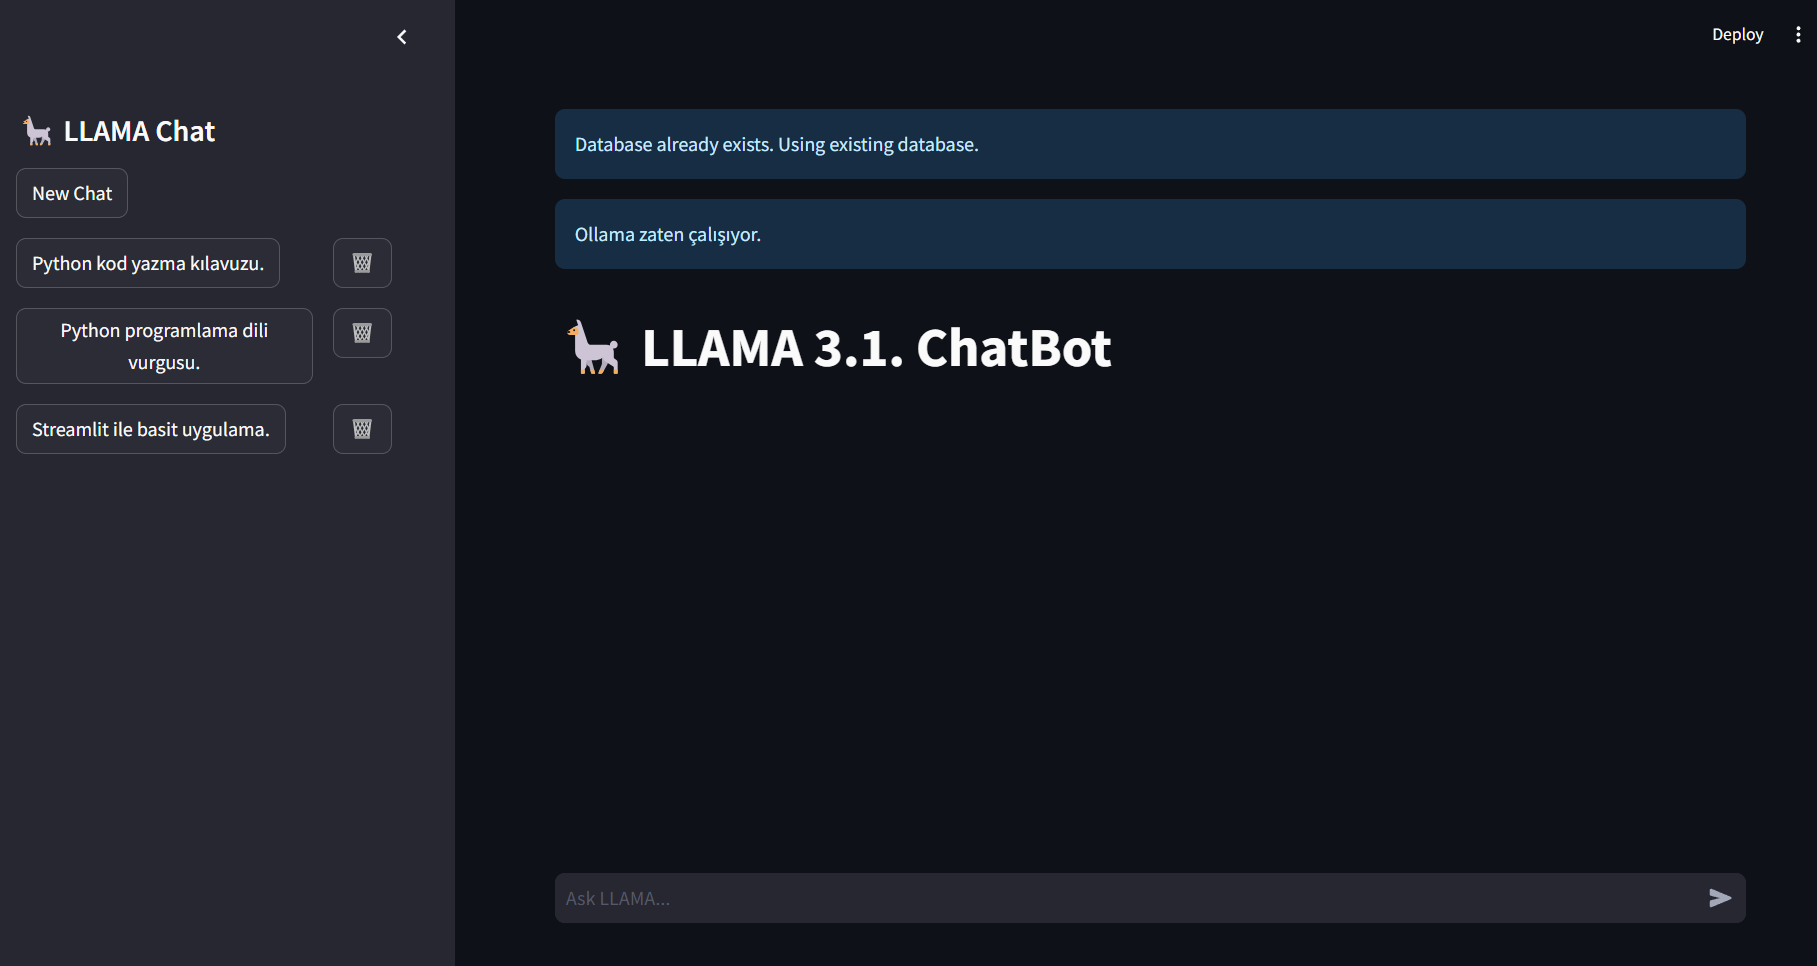 LLAMA Chat
New Chat
Python kod yazma kılavuzu.
Python programlama dili
vurgusu.
Streamlit ile basit uygulama.
Deploy
Database already exists. Using existing database.
Ollama zaten çalışıyor.
LLAMA 3.1. ChatBot
Ask LLAMA...